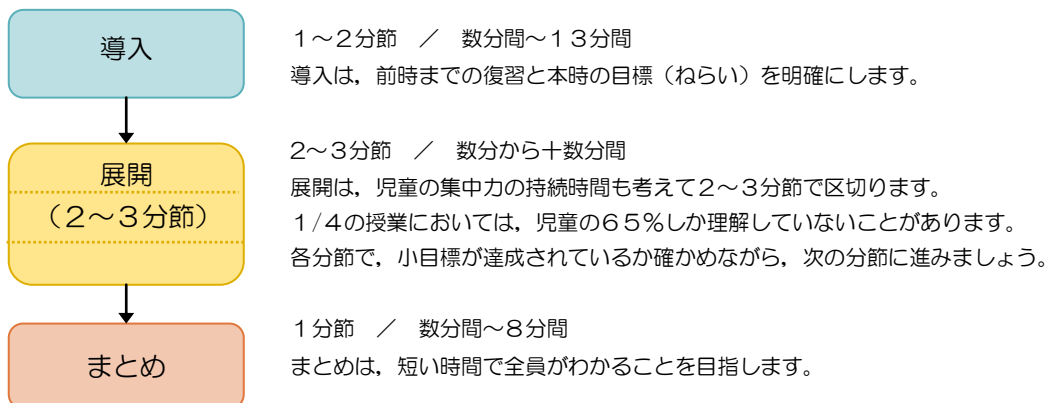 導入
１～２分節　／　数分間～１３分間
導入は，前時までの復習と本時の目標（ねらい）を明確にします。
展開
（２～３分節）
2～３分節　／　数分から十数分間
展開は，児童の集中力の持続時間も考えて２～３分節で区切ります。
１/４の授業においては，児童の６５％しか理解していないことがあります。
各分節で，小目標が達成されているか確かめながら，次の分節に進みましょう。
まとめ
１分節　／　数分間～８分間
まとめは，短い時間で全員がわかることを目指します。